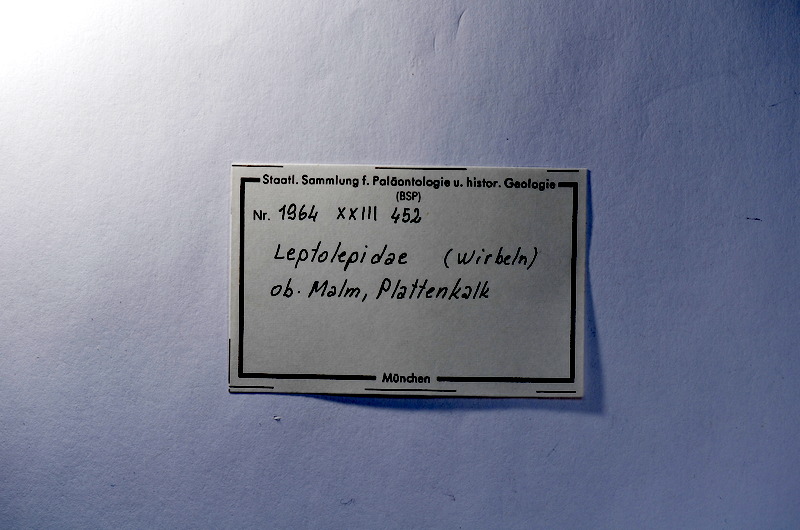 Staatl. Sammlung f. Paläontologie u. histor. Geologie
(BSP)
Nr. 1964 XXIII 452
Leptolepidae (Wirbeln)
ob. Malm, Plattenkalk
München